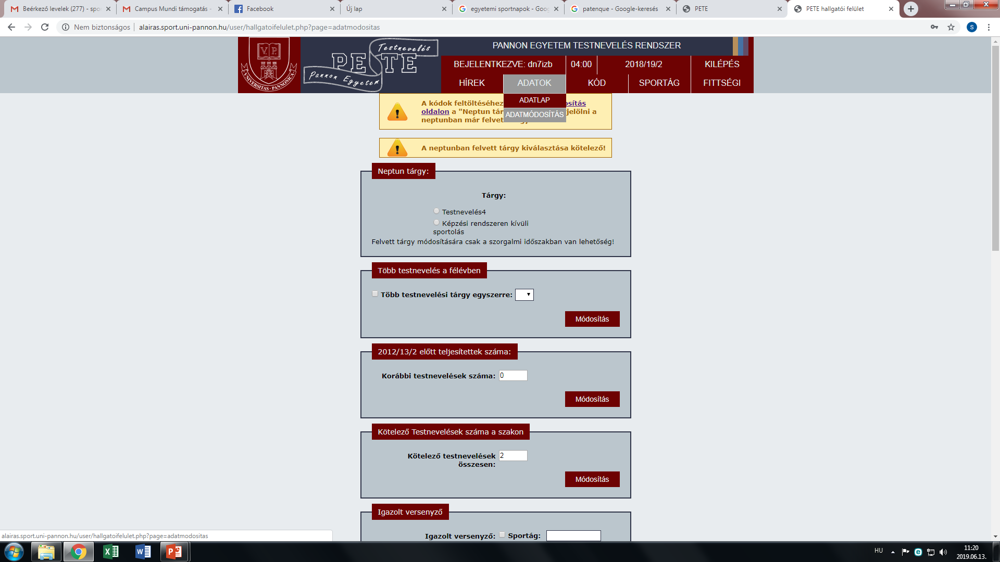 Beérkező levelek (277) - spo
Campus Mundi támogatás -
Facebook
Új lap
egyetemi sportnapok - Goog
patenque - Google-keresés
PETE
PETE hallgatói felület
Nem biztonságos
alairas.sport.uni-pannon.hu/user/hallgatoifelulet.php?page=adatmodositas
S
V.P.
UNIVERSITAS·PANNONICA
PETE
Testnevelés
Pannon Egyetem
PANNON EGYETEM TESTNEVELÉS RENDSZER
BEJELENTKEZVE: dn7izb
04:00
2018/19/2
KILÉPÉS
HÍREK
ADATOK
KÓD
SPORTÁG
FITTSÉGI
ADATLAP
ADATMÓDOSÍTÁS
A kódok feltöltéséhez
osítás
oldalon a "Neptun tár
jelölni a
neptunban már felvet
A neptunban felvett tárgy kiválasztása kötelező!
Neptun tárgy:
Tárgy:
Testnevelés4
Képzési rendszeren kívüli
sportolás
Felvett tárgy módosítására csak a szorgalmi időszakban van lehetőség!
Több testnevelés a félévben
Több testnevelési tárgy egyszerre:
Módosítás
2012/13/2 előtt teljesítettek száma:
Korábbi testnevelések száma: 0
Módosítás
Kötelező Testnevelések száma a szakon
Kötelező testnevelések 2
összesen:
Módosítás
Igazolt versenyző
Igazolt versenyző: Sportág:
alairas.sport.uni-pannon.hu/user/hallgatoifelulet.php?page=adatmodositas
HU
11:20
2019.06.13.